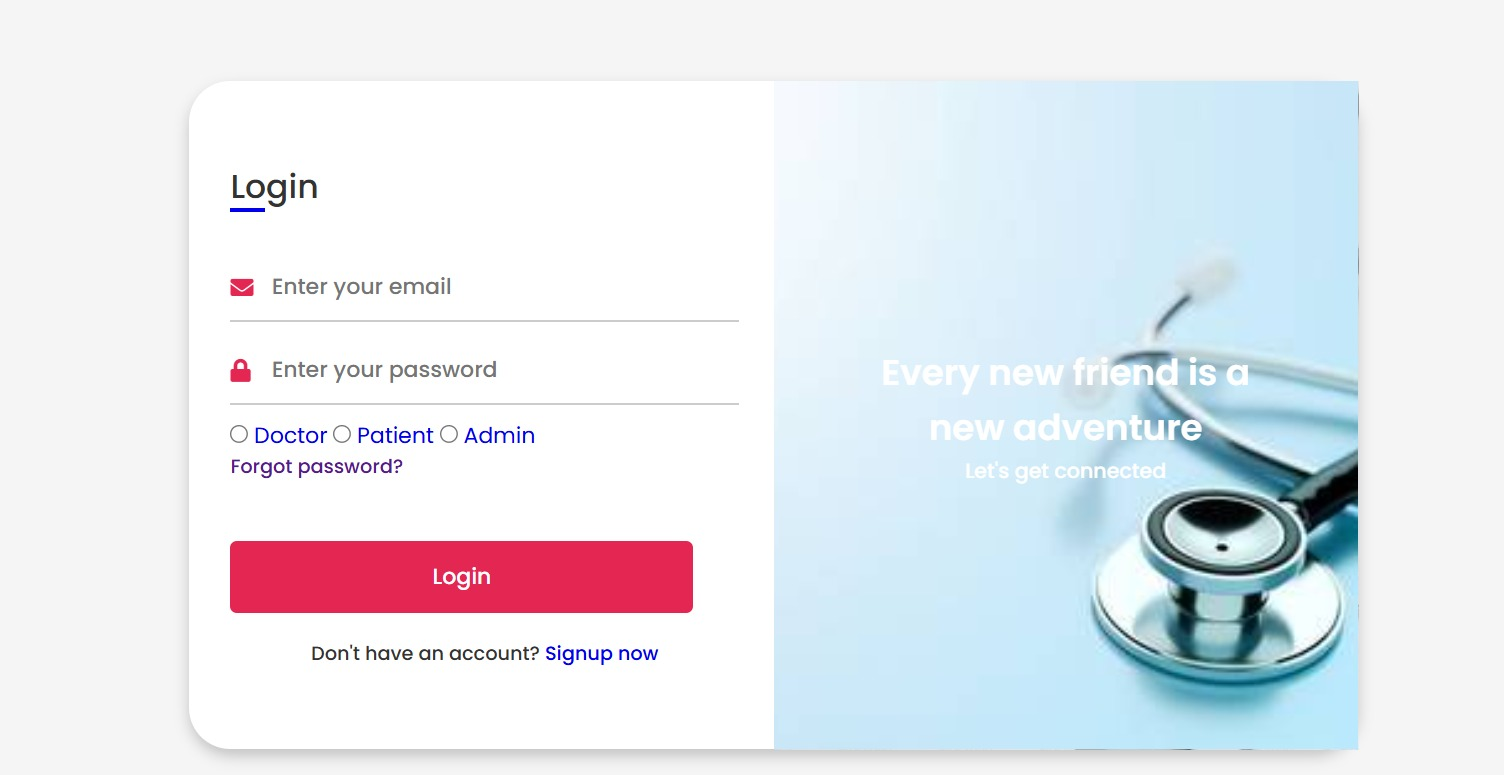 Login
Enter your email
Enter your password
Doctor Patient Admin
Forgot password?
Login
Don't have an account? Signup now
Every new friend is a
new adventure
Let's get connected